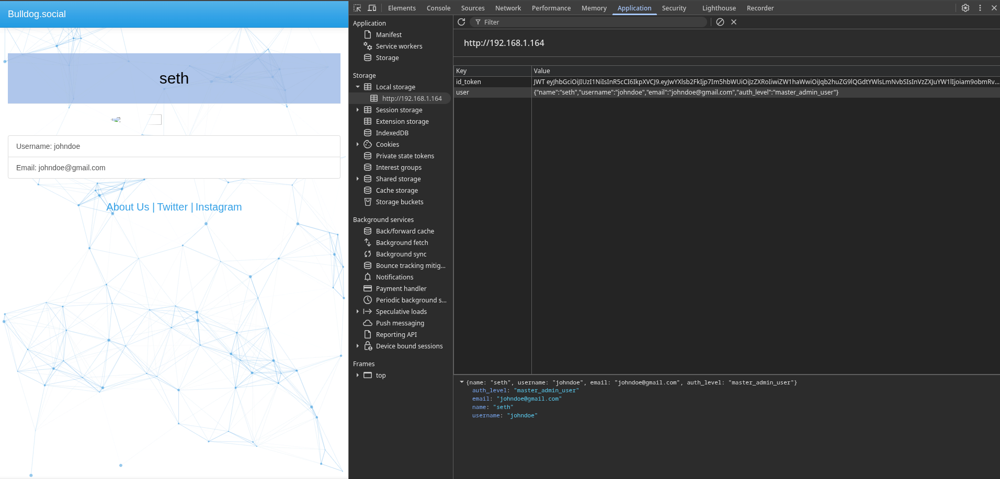 Bulldog.social
seth
Username: johndoe
Email: johndoe@gmail.com
About Us | Twitter | Instagram
Elements Console Sources Network Performance Memory Application Security Lighthouse Recorder
Application
Manifest
Service workers
Storage
Storage
Local storage
http://192.168.1.164
Session storage
Extension storage
IndexedDB
Cookies
Private state tokens
Interest groups
Shared storage
Cache storage
Storage buckets
Background services
Back/forward cache
Background fetch
Background sync
Bounce tracking mitig...
Notifications
Payment handler
Periodic background s...
Speculative loads
Push messaging
Reporting API
Device bound sessions
Frames
top
Filter
http://192.168.1.164
Key Value
id_token JWT eyJhbGciOiJIUzI1NiIsInR5cCI6IkpXVCJ9.eyJwYXlsb2FkIjp7Im5hbWUiOiJzZXRoIiwiZW1haWwiOiJqb2huZG9lQGdtYWlsLmNvbSIsInVzZXJuYW1lIjoiam9obmRv...
user {"name":"seth","username":"johndoe","email":"johndoe@gmail.com","auth_level":"master_admin_user"}
{name: "seth", username: "johndoe", email: "johndoe@gmail.com", auth_level: "master_admin_user"}
auth_level: "master_admin_user"
email: "johndoe@gmail.com"
name: "seth"
username: "johndoe"